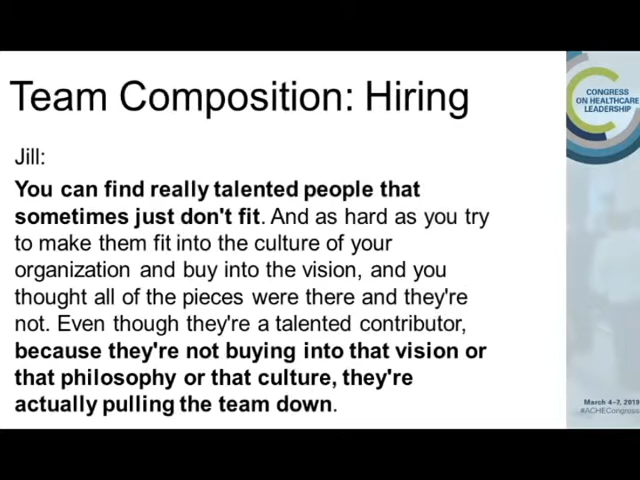 Team Composition: Hiring
Jill:
You can find really talented people that
sometimes just don't fit. And as hard as you try
to make them fit into the culture of your
organization and buy into the vision, and you
thought all of the pieces were there and they're
not. Even though they're a talented contributor,
because they're not buying into that vision or
that philosophy or that culture, they're
actually pulling the team down.
CONGRESS
ON HEALTHCARE
LEADERSHIP
March 4–7, 2019
#ACHECongress